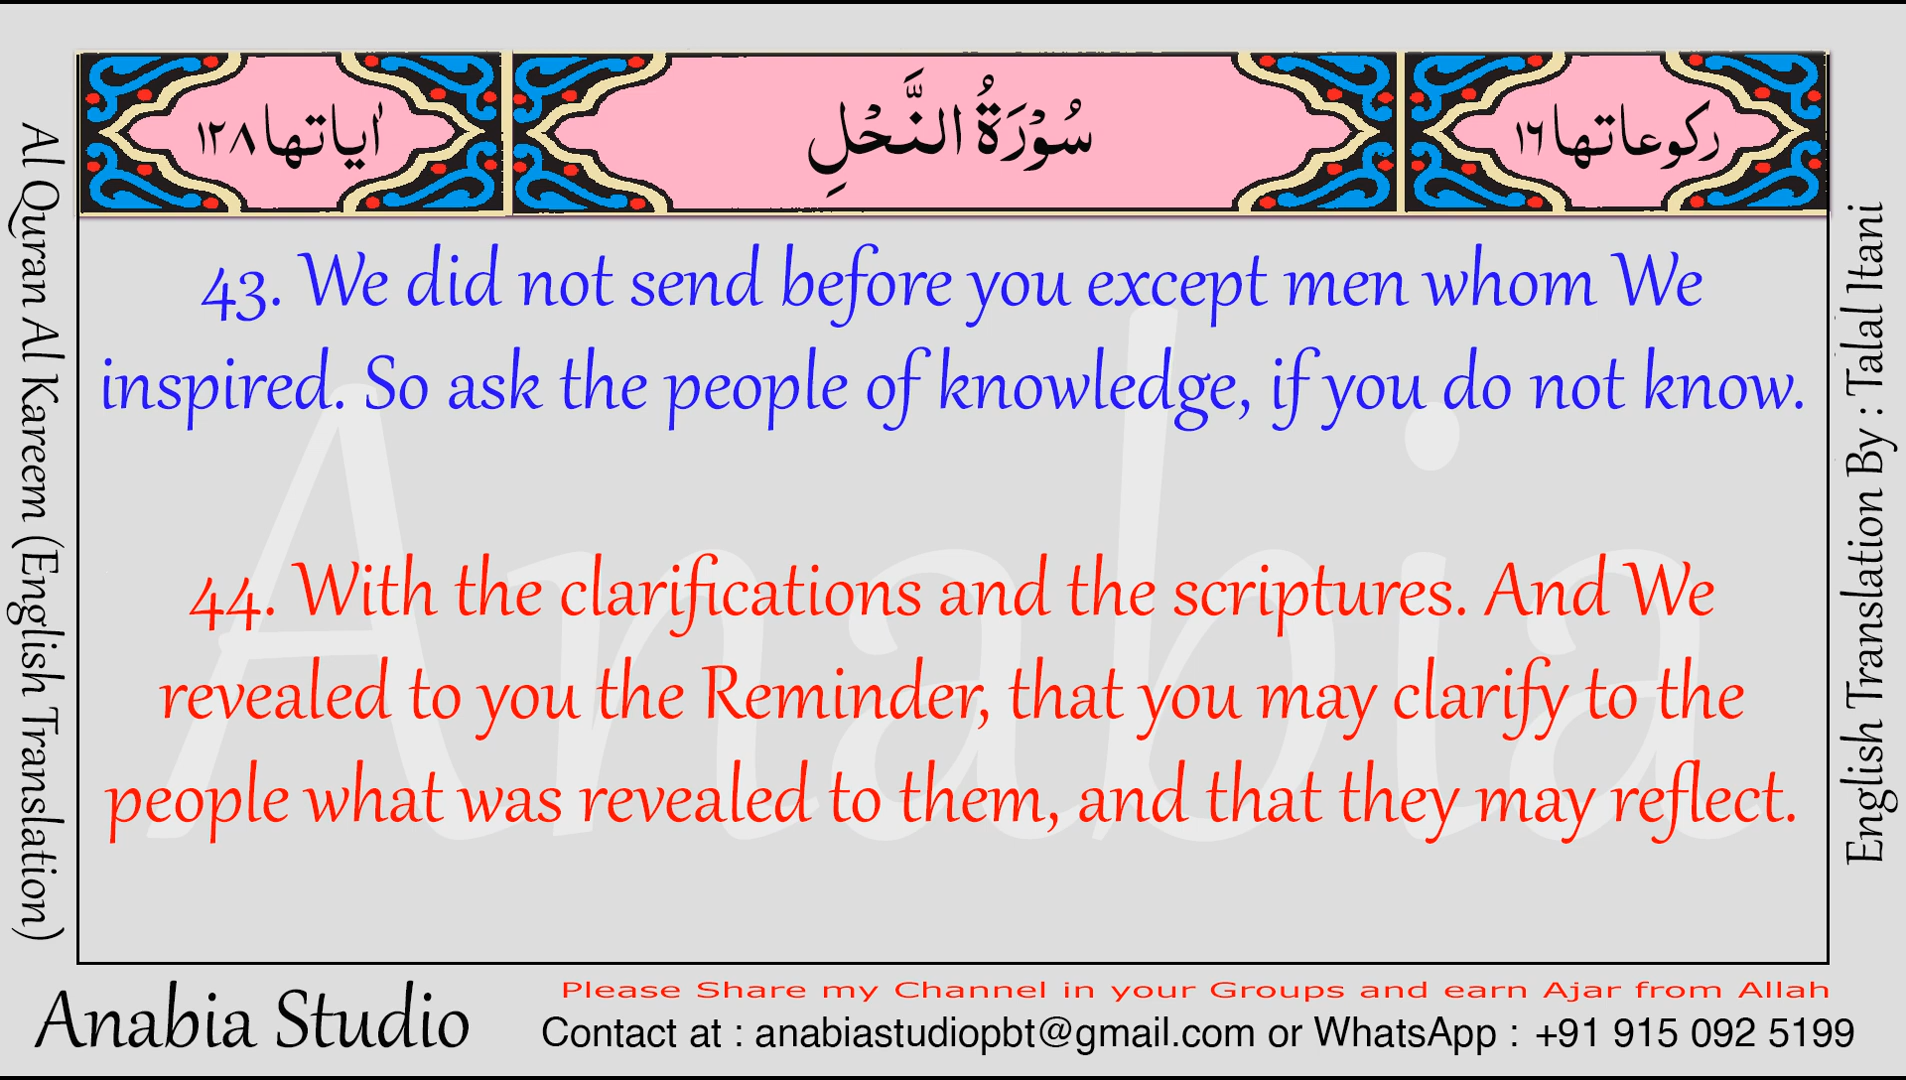 اٰیاتها ١٢٨
سُوْرَةُ النَّحْلِ
ركوعاتها ١٦
Al Quran Al Kareem (English Translation)
43. We did not send before you except men whom We
inspired. So ask the people of knowledge, if you do not know.
44. With the clarifications and the scriptures. And We
revealed to you the Reminder, that you may clarify to the
people what was revealed to them, and that they may reflect.
Anabia
English Translation By : Talal Itani
Anabia Studio
Please Share my Channel in your Groups and earn Ajar from Allah
Contact at : anabiastudiopbt@gmail.com or WhatsApp : +91 915 092 5199